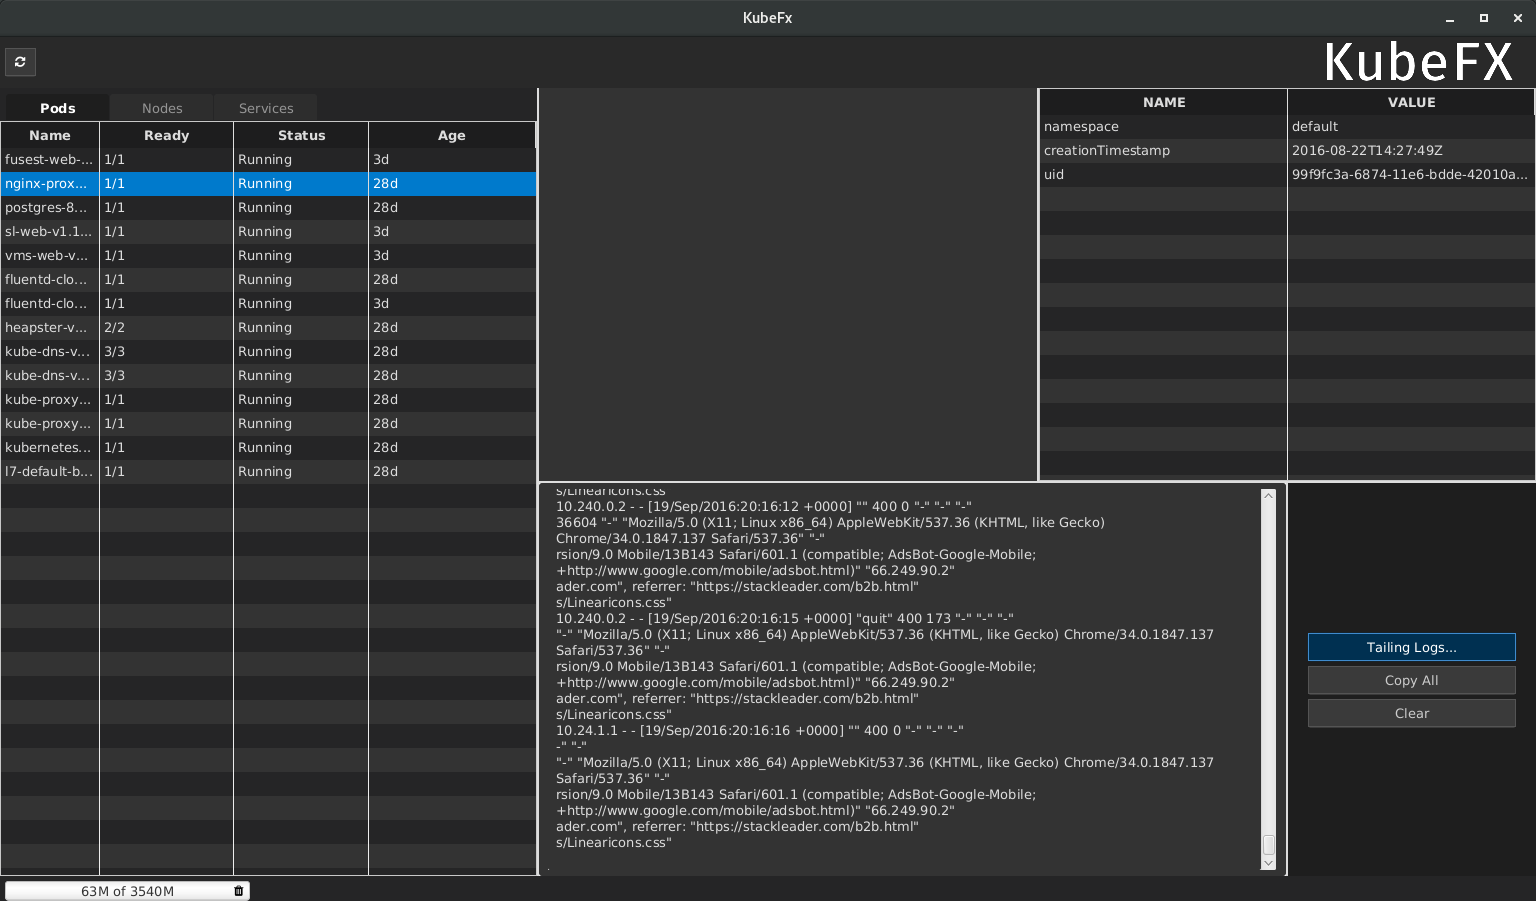 KubeFx
KubeFX
Pods Nodes Services
Name Ready Status Age
fusest-web-... 1/1 Running 3d
nginx-prox... 1/1 Running 28d
postgres-8... 1/1 Running 28d
sl-web-v1.1... 1/1 Running 3d
vms-web-v... 1/1 Running 3d
fluentd-clo... 1/1 Running 28d
fluentd-clo... 1/1 Running 3d
heapster-v... 2/2 Running 28d
kube-dns-v... 3/3 Running 28d
kube-dns-v... 3/3 Running 28d
kube-proxy... 1/1 Running 28d
kube-proxy... 1/1 Running 28d
kubernetes... 1/1 Running 28d
l7-default-b... 1/1 Running 28d
NAME VALUE
namespace default
creationTimestamp 2016-08-22T14:27:49Z
uid 99f9fc3a-6874-11e6-bdde-42010a...
s/Linearicons.css
10.240.0.2 - - [19/Sep/2016:20:16:12 +0000] "" 400 0 "-" "-" "-"
36604 "-" "Mozilla/5.0 (X11; Linux x86_64) AppleWebKit/537.36 (KHTML, like Gecko)
Chrome/34.0.1847.137 Safari/537.36" "-"
rsion/9.0 Mobile/13B143 Safari/601.1 (compatible; AdsBot-Google-Mobile;
+http://www.google.com/mobile/adsbot.html)" "66.249.90.2"
ader.com", referrer: "https://stackleader.com/b2b.html"
s/Linearicons.css"
10.240.0.2 - - [19/Sep/2016:20:16:15 +0000] "quit" 400 173 "-" "-" "-"
"-" "Mozilla/5.0 (X11; Linux x86_64) AppleWebKit/537.36 (KHTML, like Gecko) Chrome/34.0.1847.137
Safari/537.36" "-"
rsion/9.0 Mobile/13B143 Safari/601.1 (compatible; AdsBot-Google-Mobile;
+http://www.google.com/mobile/adsbot.html)" "66.249.90.2"
ader.com", referrer: "https://stackleader.com/b2b.html"
s/Linearicons.css"
10.24.1.1 - - [19/Sep/2016:20:16:16 +0000] "" 400 0 "-" "-" "-"
-" "-"
"-" "Mozilla/5.0 (X11; Linux x86_64) AppleWebKit/537.36 (KHTML, like Gecko) Chrome/34.0.1847.137
Safari/537.36" "-"
rsion/9.0 Mobile/13B143 Safari/601.1 (compatible; AdsBot-Google-Mobile;
+http://www.google.com/mobile/adsbot.html)" "66.249.90.2"
ader.com", referrer: "https://stackleader.com/b2b.html"
s/Linearicons.css"
Tailing Logs...
Copy All
Clear
63M of 3540M